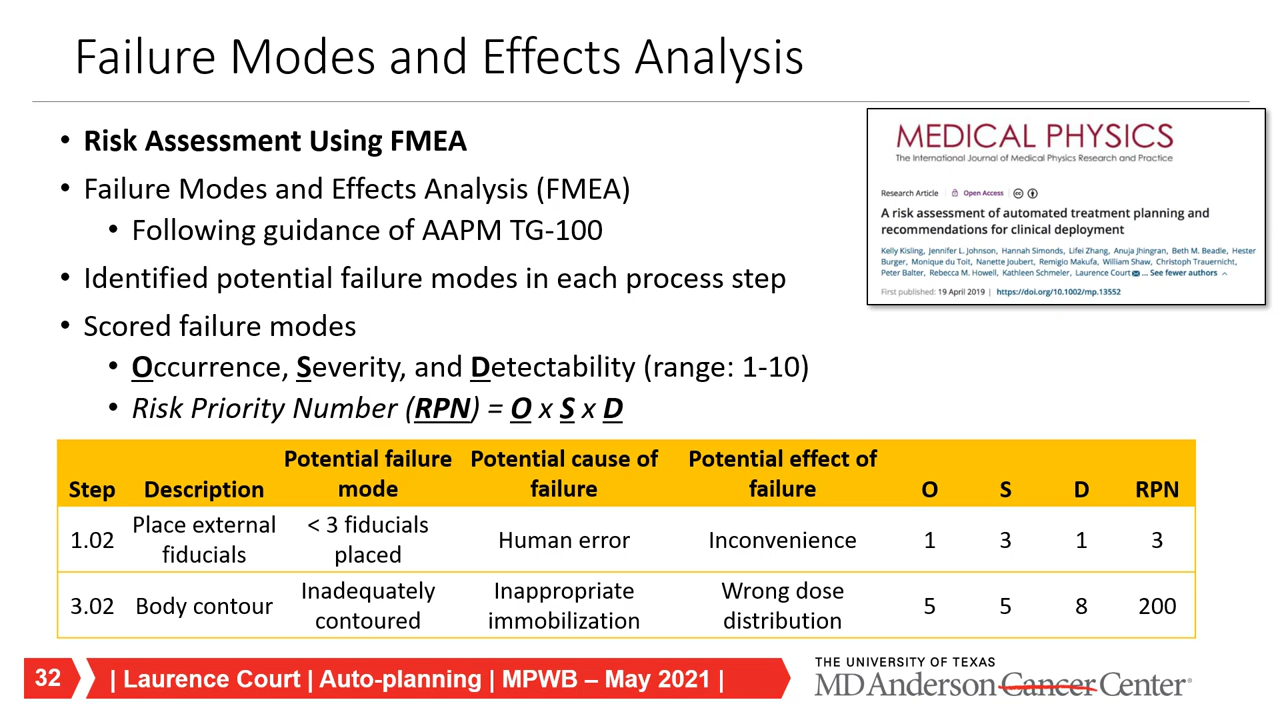 Failure Modes and Effects Analysis
• Risk Assessment Using FMEA
• Failure Modes and Effects Analysis (FMEA)
• Following guidance of AAPM TG-100
• Identified potential failure modes in each process step
• Scored failure modes
• Occurrence, Severity, and Detectability (range: 1-10)
• Risk Priority Number (RPN) = O x S x D
MEDICAL PHYSICS
The International Journal of Medical Physics Research and Practice
Research Article Open Access
A risk assessment of automated treatment planning and
recommendations for clinical deployment
Kelly Kisling, Jennifer L. Johnson, Hannah Simonds, Lifei Zhang, Anuja Jhingran, Beth M. Beadle, Hester
Burger, Monique du Toit, Nanette Joubert, Remigio Makufa, William Shaw, Christoph Trauernicht,
Peter Balter, Rebecca M. Howell, Kathleen Schmeler, Laurence Court ... See fewer authors
First published: 19 April 2019 | https://doi.org/10.1002/mp.13552
Step Description Potential failure mode Potential cause of failure Potential effect of failure O S D RPN
1.02 Place external fiducials < 3 fiducials placed Human error Inconvenience 1 3 1 3
3.02 Body contour Inadequately contoured Inappropriate immobilization Wrong dose distribution 5 5 8 200
32 | Laurence Court | Auto-planning | MPWB – May 2021 |
THE UNIVERSITY OF TEXAS
MD Anderson Cancer Center®